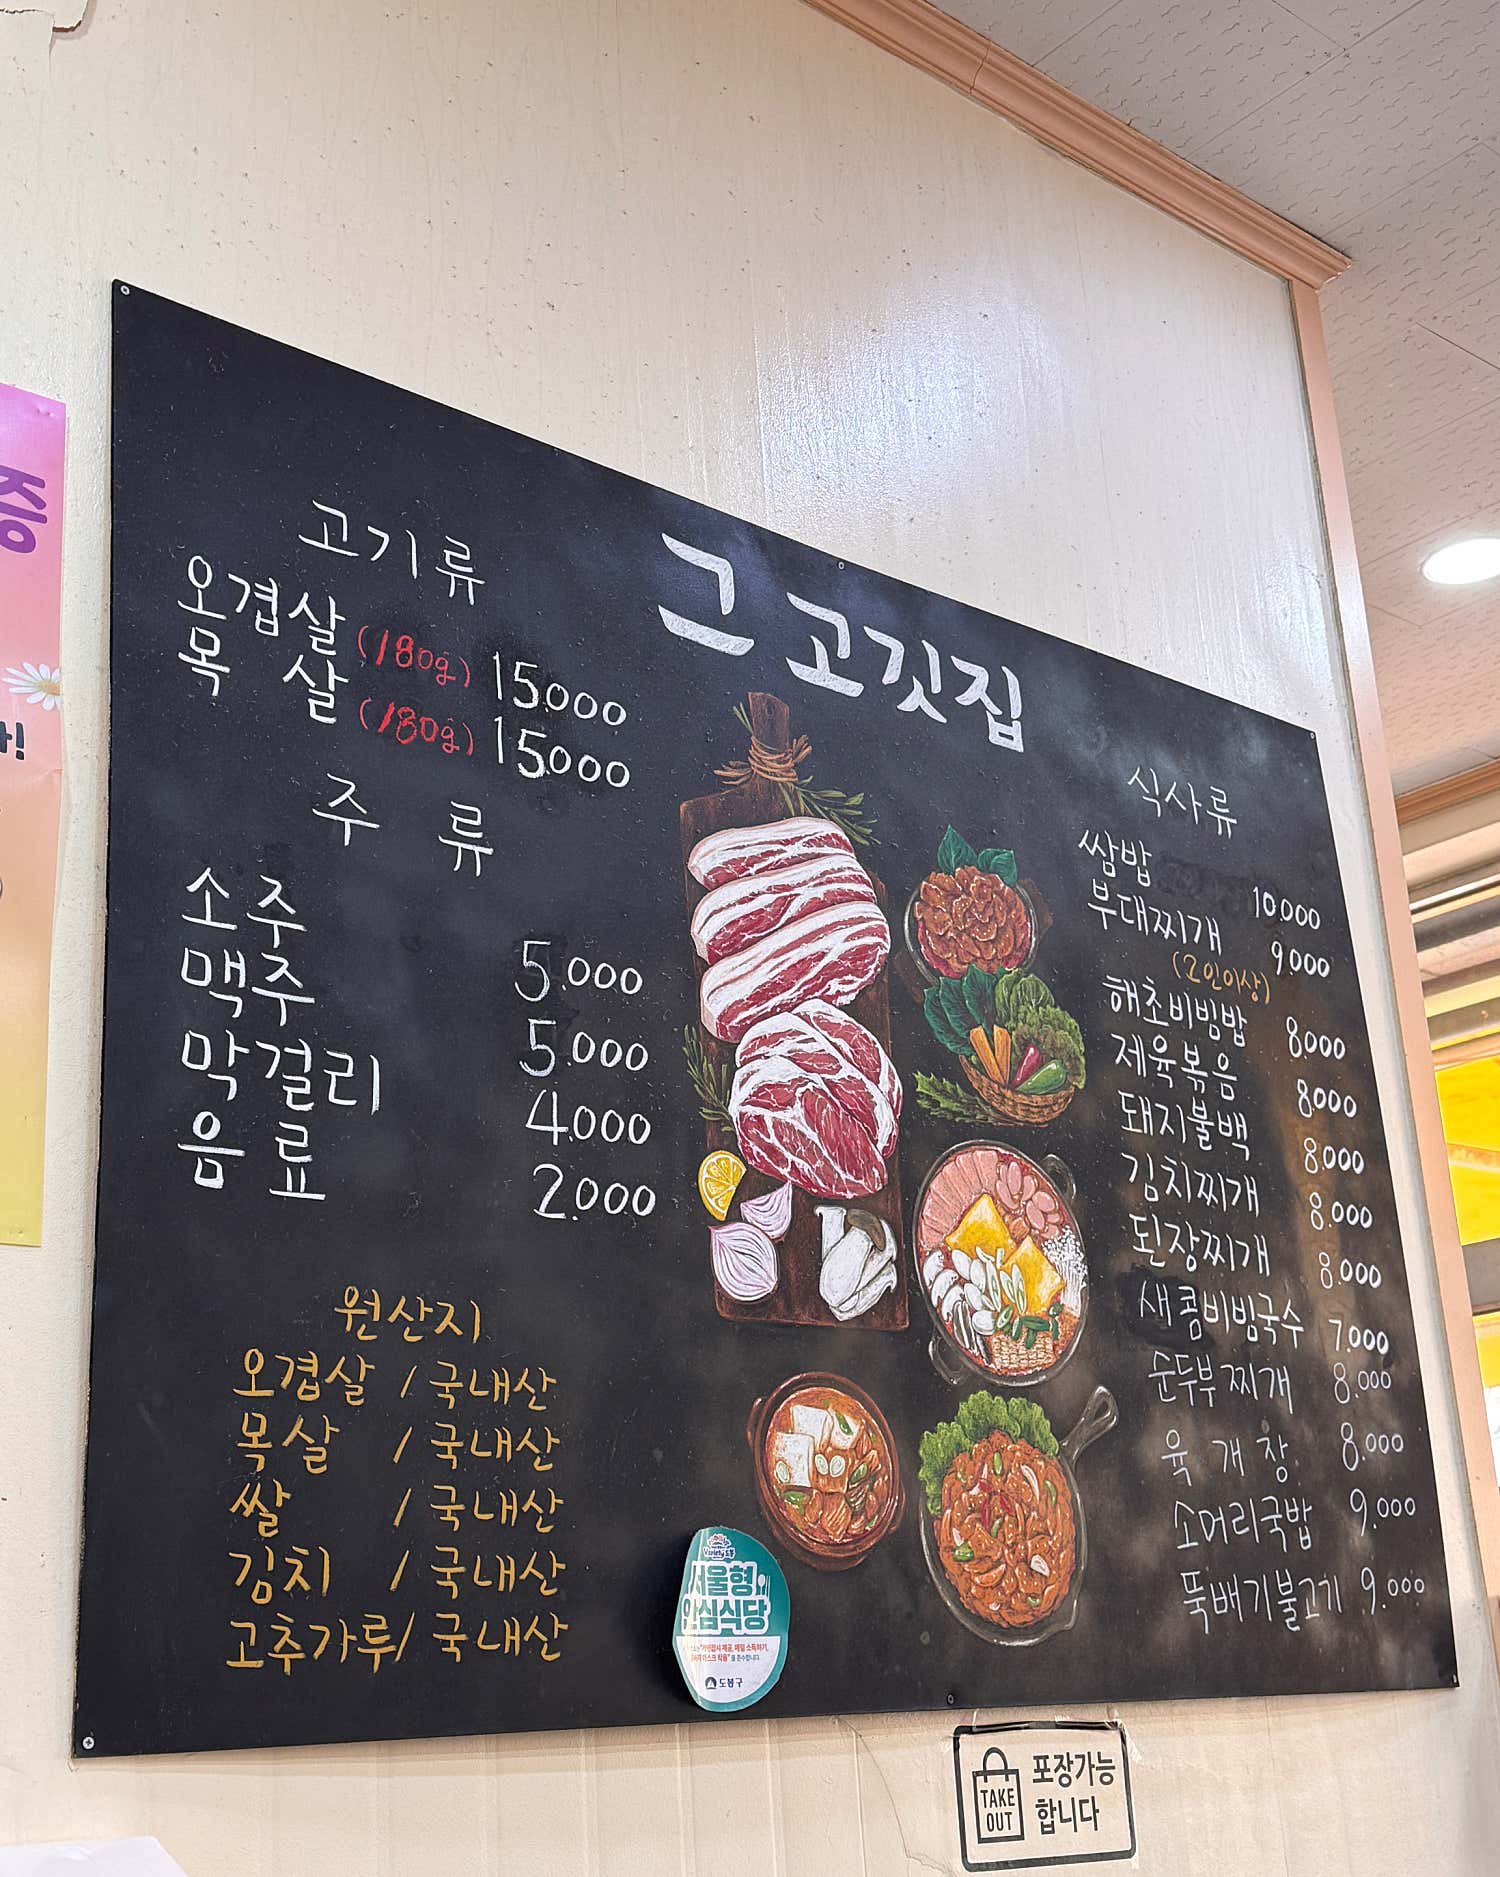 그 고깃집
고기류
오겹살 (180g) 15.000
목 살 (180g) 15.000
주 류
소주 5.000
맥주 5.000
막걸리 4.000
음 료 2.000
원산지
오겹살 / 국내산
목살 / 국내산
쌀 / 국내산
김치 / 국내산
고추가루 / 국내산
식사류
쌈밥 10.000
부대찌개 9.000
(2인이상)
해초비빔밥 8.000
제육볶음 8.000
돼지불백 8.000
김치찌개 8.000
된장찌개 8.000
새콤비빔국수 7.000
순두부찌개 8.000
육 개 장 8.000
소머리국밥 9.000
뚝배기불고기 9.000
서울형
안심식당
도봉구
TAKE OUT
포장가능
합니다
증